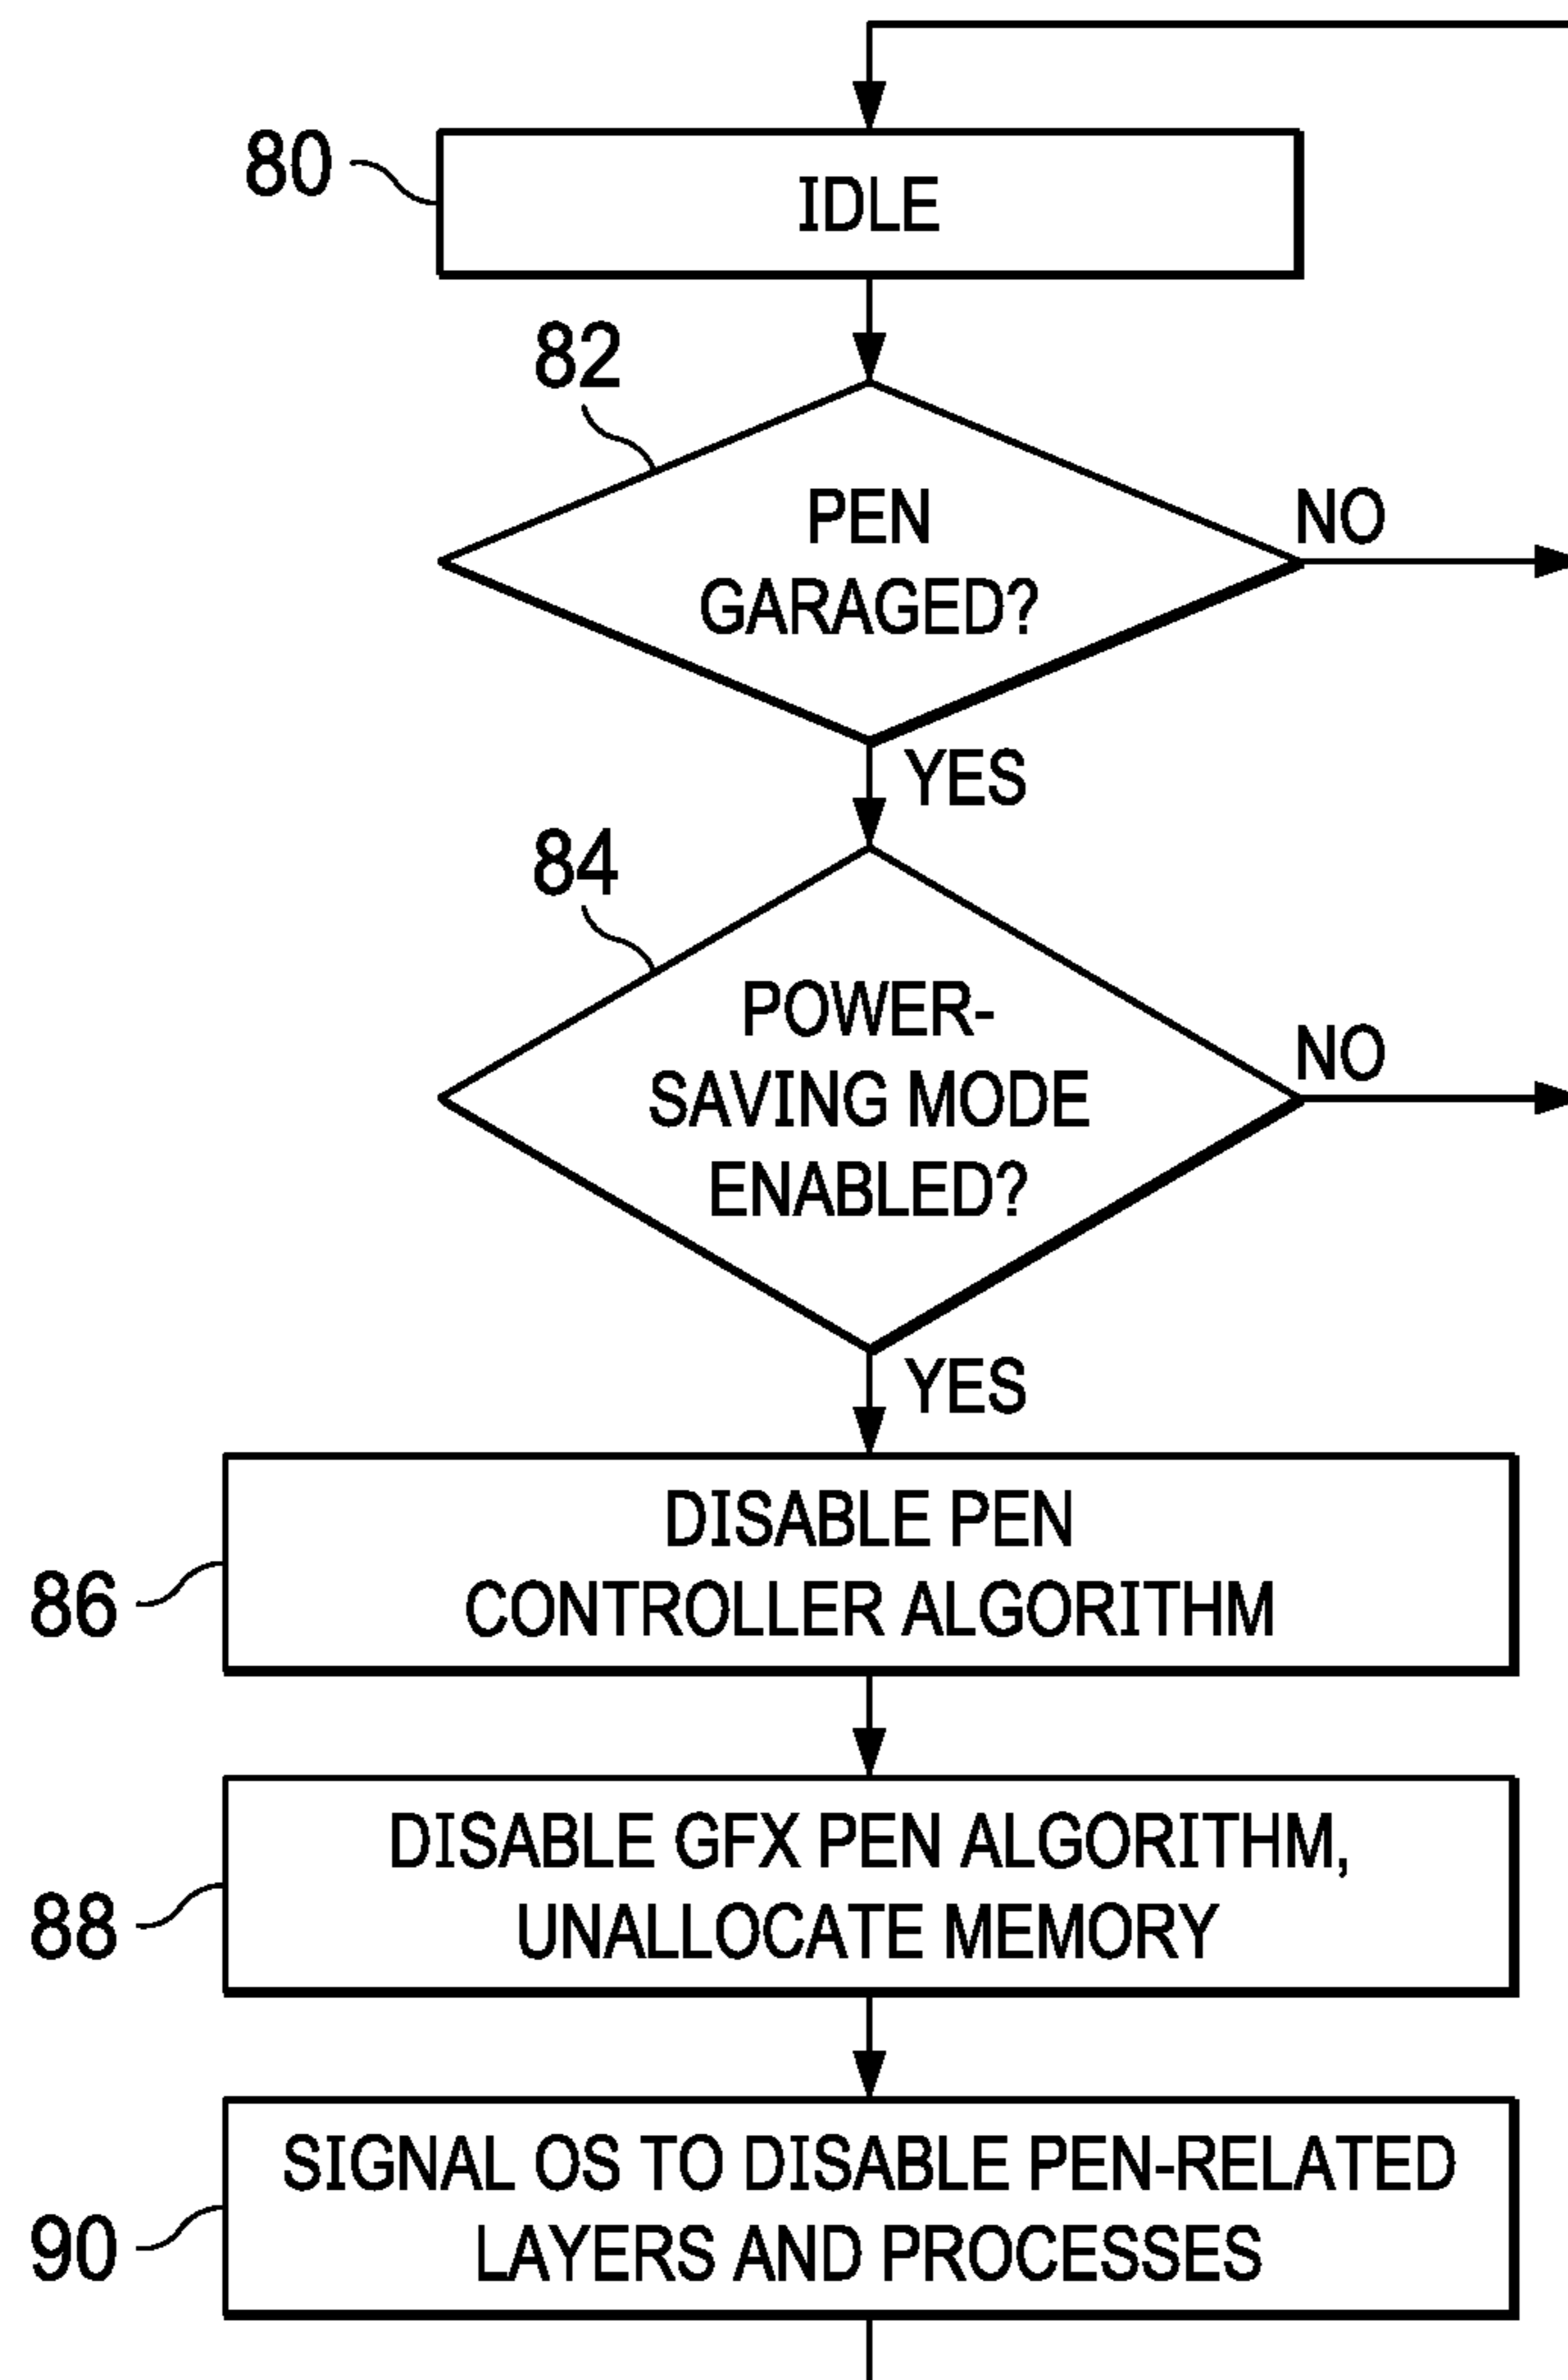 80
IDLE
82
PEN
GARAGED?
NO
YES
84
POWER-
SAVING MODE
ENABLED?
NO
YES
86
DISABLE PEN
CONTROLLER ALGORITHM
88
DISABLE GFX PEN ALGORITHM,
UNALLOCATE MEMORY
90
SIGNAL OS TO DISABLE PEN-RELATED
LAYERS AND PROCESSES